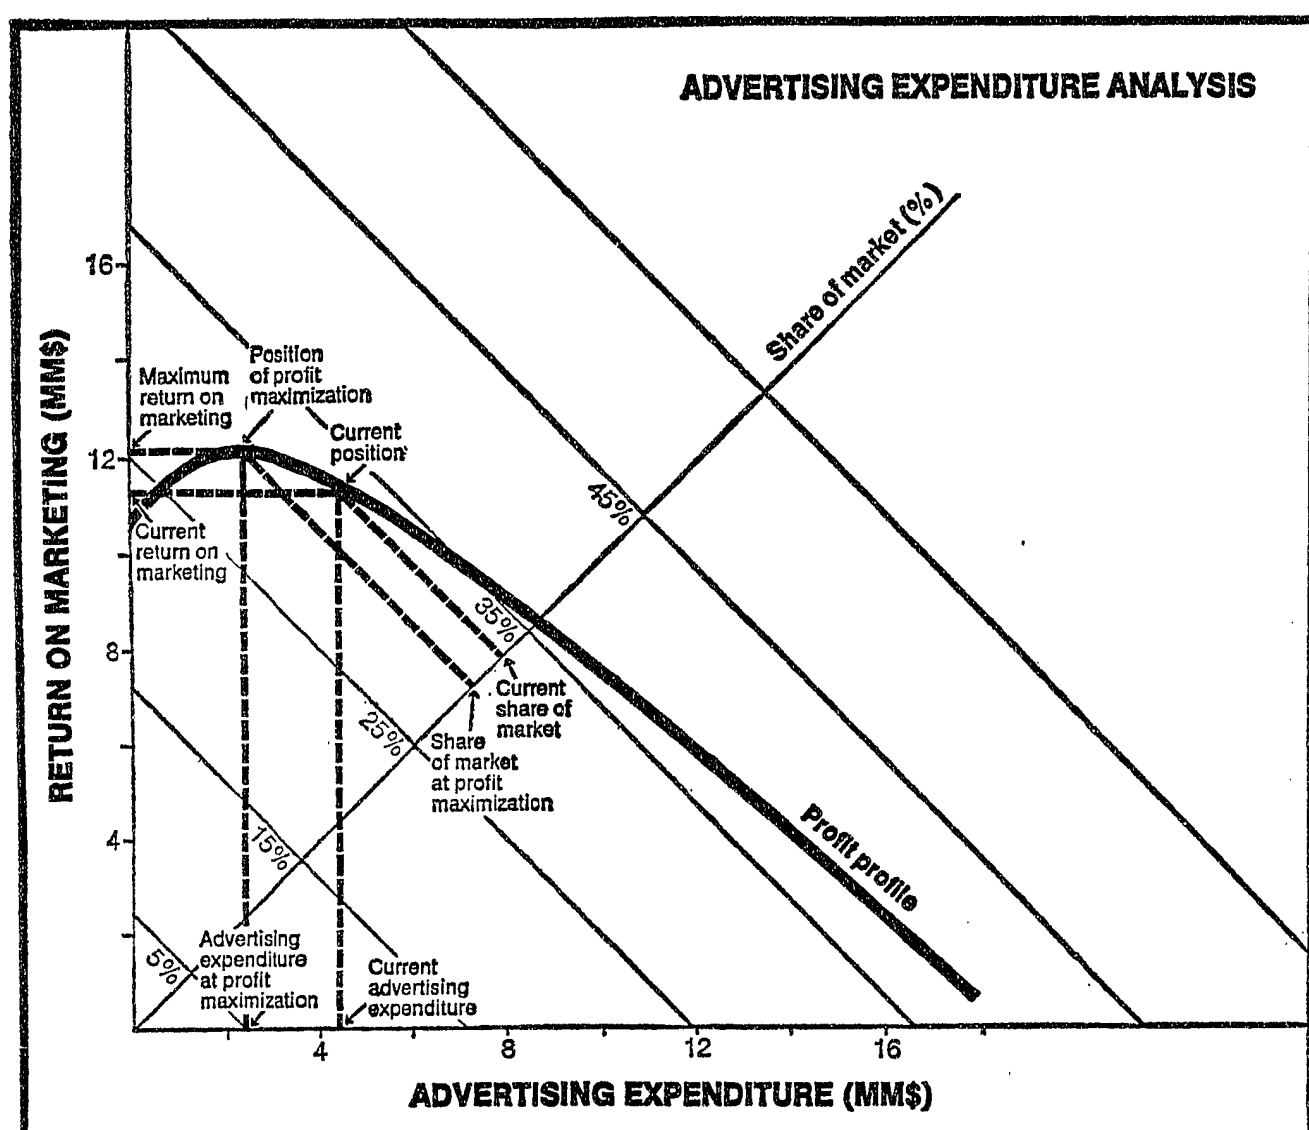 ADVERTISING EXPENDITURE ANALYSIS
Share of market (%)
RETURN ON MARKETING (MM$)
16
12
8
4
Maximum
return on
marketing
Position
of profit
maximization
Current
position
Current
return on
marketing
45%
35%
25%
15%
5%
Current
share of
market
Share
of market
at profit
maximization
Profit profile
Advertising
expenditure
at profit
maximization
Current
advertising
expenditure
4
8
12
16
ADVERTISING EXPENDITURE (MM$)